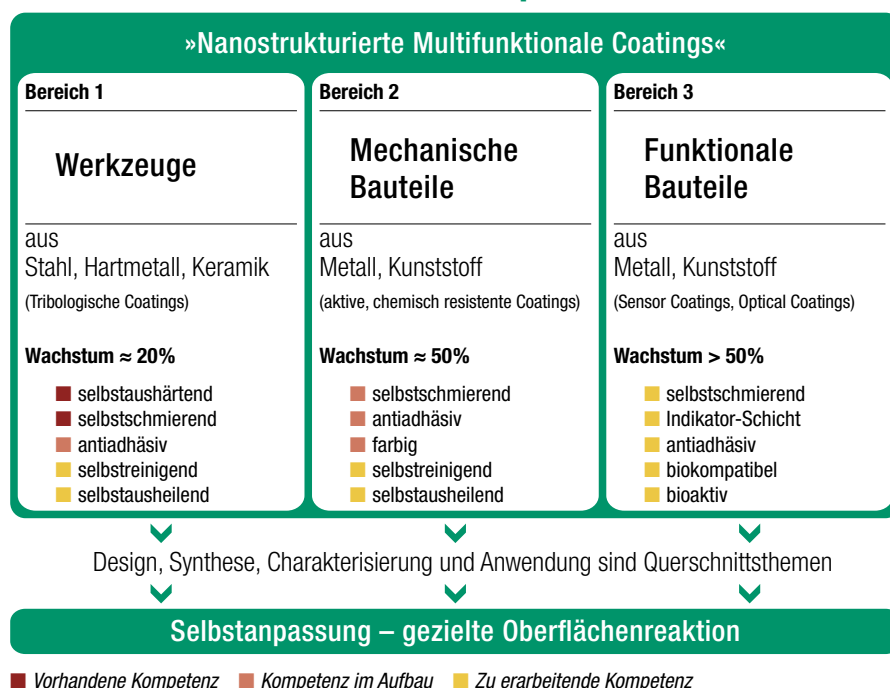 »Nanostrukturierte Multifunktionale Coatings«
Bereich 1
Werkzeuge
aus
Stahl, Hartmetall, Keramik
(Tribologische Coatings)
Wachstum ≈ 20%
selbstaushärtend
selbstschmierend
antiadhäsiv
selbstreinigend
selbstausheilend
Bereich 2
Mechanische
Bauteile
aus
Metall, Kunststoff
(aktive, chemisch resistente Coatings)
Wachstum ≈ 50%
selbstschmierend
antiadhäsiv
farbig
selbstreinigend
selbstausheilend
Bereich 3
Funktionale
Bauteile
aus
Metall, Kunststoff
(Sensor Coatings, Optical Coatings)
Wachstum > 50%
selbstschmierend
Indikator-Schicht
antiadhäsiv
biokompatibel
bioaktiv
Design, Synthese, Charakterisierung und Anwendung sind Querschnittsthemen
Selbstanpassung – gezielte Oberflächenreaktion
Vorhandene Kompetenz Kompetenz im Aufbau Zu erarbeitende Kompetenz